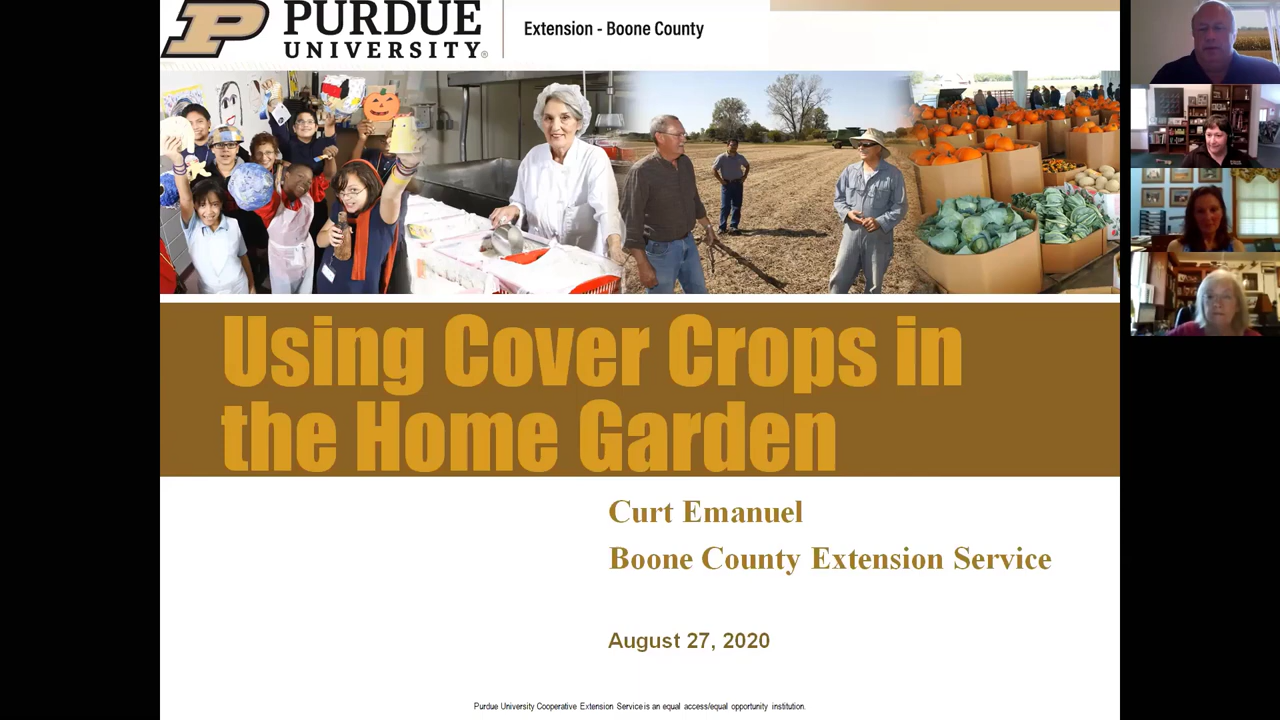 PURDUE
UNIVERSITY®
Extension - Boone County
Using Cover Crops in
the Home Garden
Curt Emanuel
Boone County Extension Service
August 27, 2020
Purdue University Cooperative Extension Service is an equal access/equal opportunity institution.